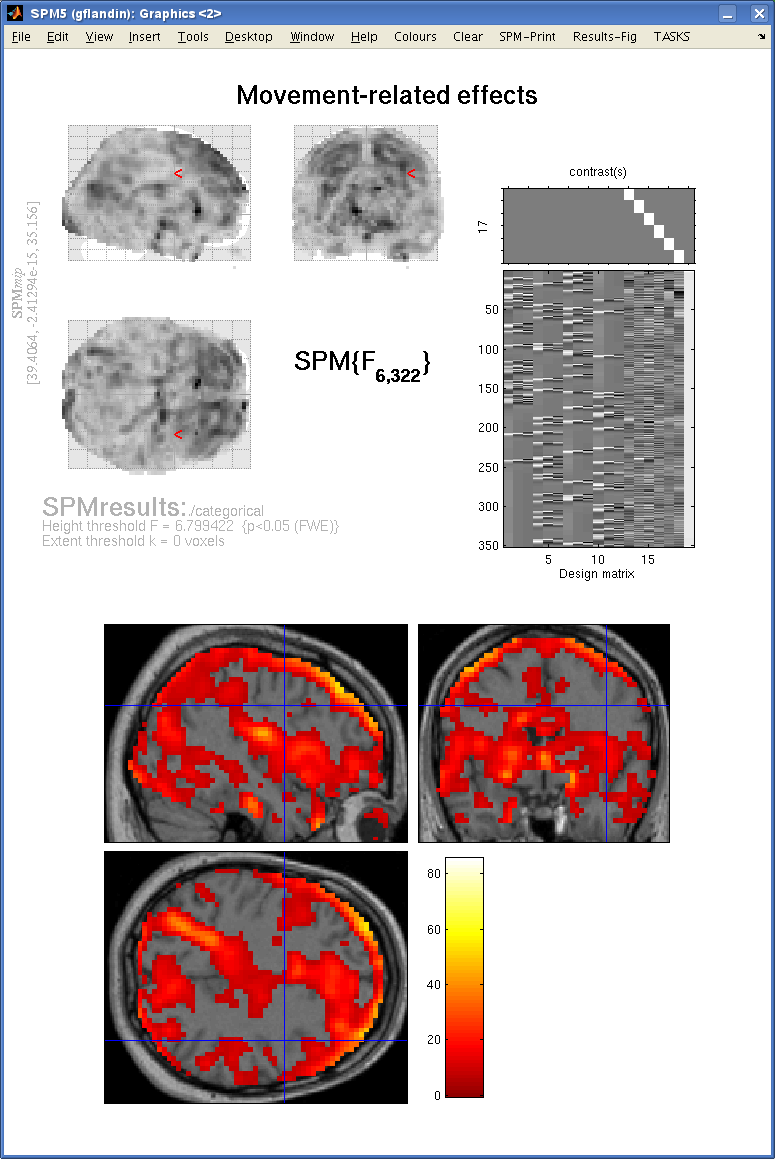 SPM5 (gflandin): Graphics <2>
File Edit View Insert Tools Desktop Window Help Colours Clear SPM-Print Results-Fig TASKS
Movement-related effects
SPMmip
[39.4064, -2.41294e-15, 35.156]
contrast(s)
17
50
100
150
200
250
300
350
5 10 15
Design matrix
SPM{F6,322}
SPMresults: ./categorical
Height threshold F = 6.799422 {p<0.05 (FWE)}
Extent threshold k = 0 voxels
80
60
40
20
0